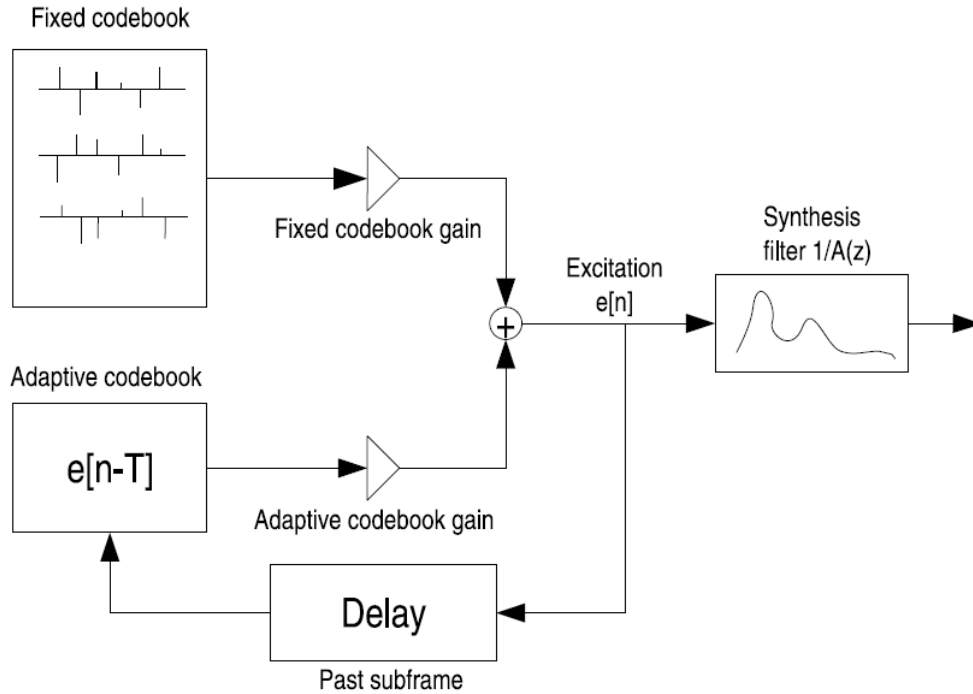 Fixed codebook
Fixed codebook gain
Synthesis
filter 1/A(z)
Excitation
e[n]
+
Adaptive codebook
e[n-T]
Adaptive codebook gain
Delay
Past subframe